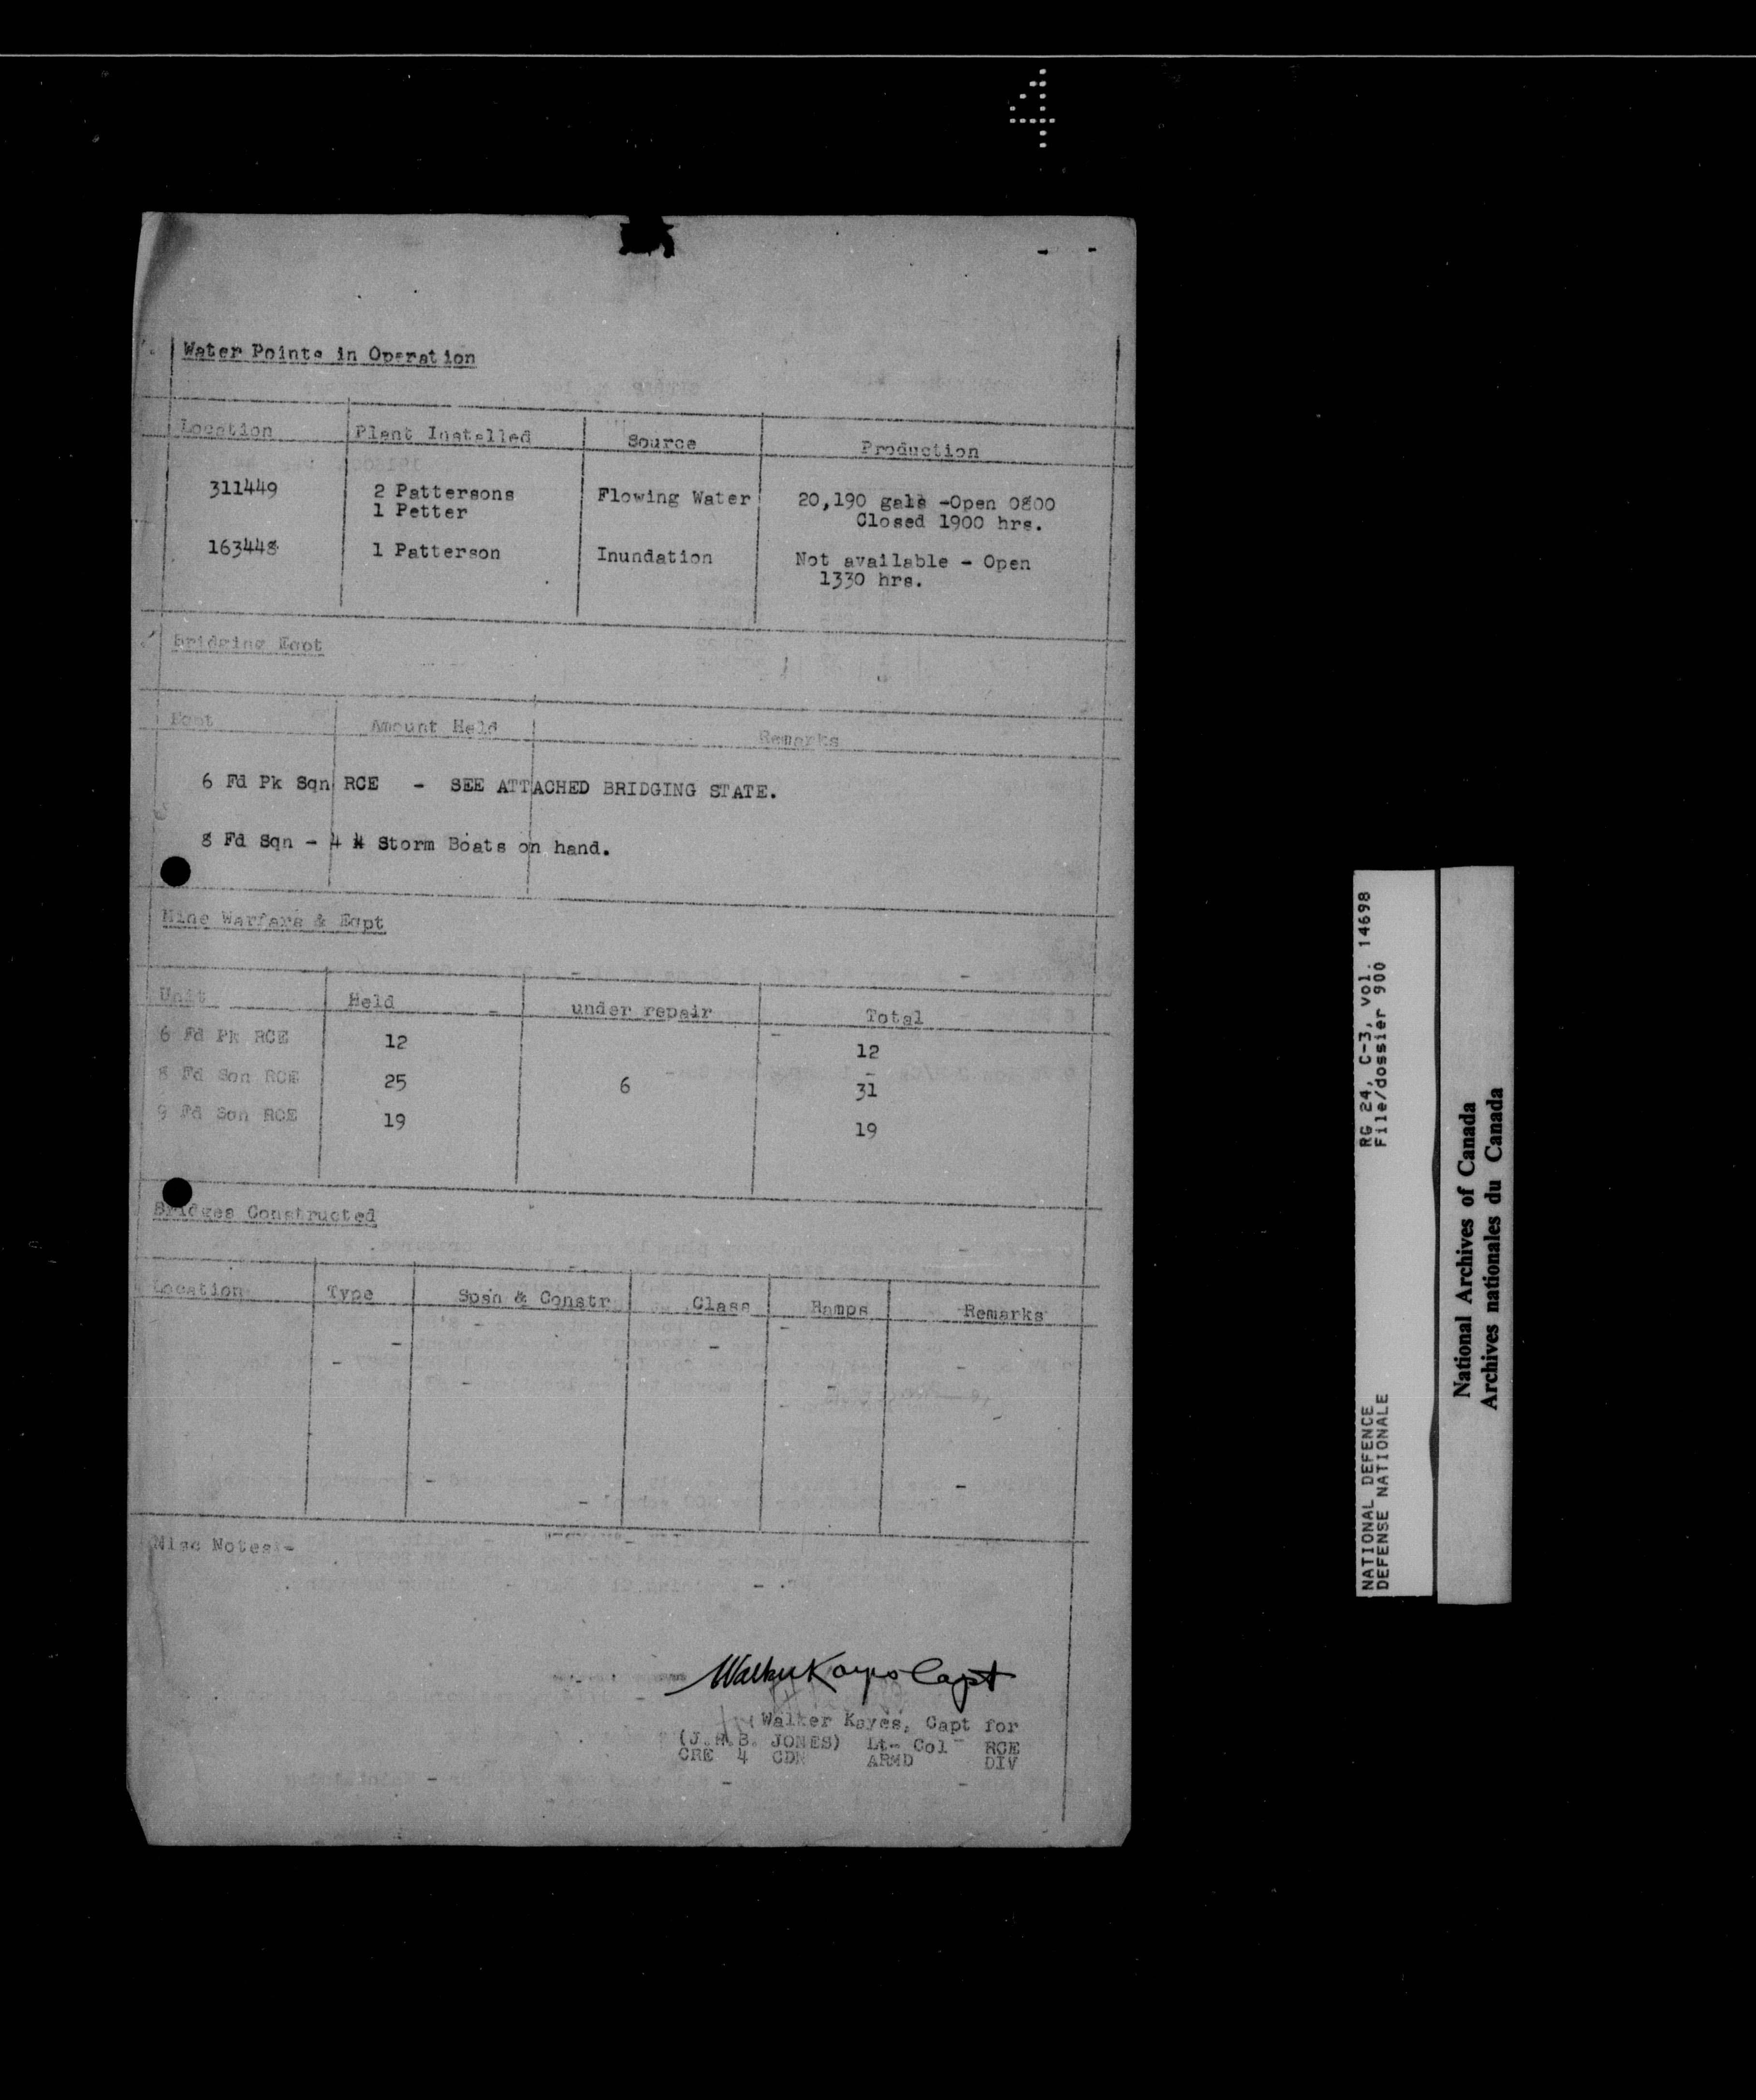 4
Water Points in Operation
Location Plant Installed Source Production
311449 2 Pattersons Flowing Water 20,190 gals -Open 0800
1 Petter Closed 1900 hrs.
163448 1 Patterson Inundation Not available - Open
1330 hrs.
Bridging Eqpt
Eqpt Amount Held Remarks
6 Fd Pk Sqn RCE - SEE ATTACHED BRIDGING STATE.
8 Fd Sqn - 4 Storm Boats on hand.
Mine Warfare & Eqpt
Unit Held under repair Total
6 Fd Pk RCE 12 - 12
8 Fd Sqn RCE 25 6 31
9 Fd Sqn RCE 19 19
Bridges Constructed
Location Type Span & Constr Class Ramps Remarks
- - - - - -
Misc Notes:-
Walker Kayes Capt
Walker Kayes, Capt for
(J.R.B. JONES) Lt- Col RCE
CRE 4 CDN ARMD DIV
NATIONAL DEFENCE RG 24, C-3, vol. 14698
DEFENSE NATIONALE File/dossier 900
National Archives of Canada
Archives nationales du Canada